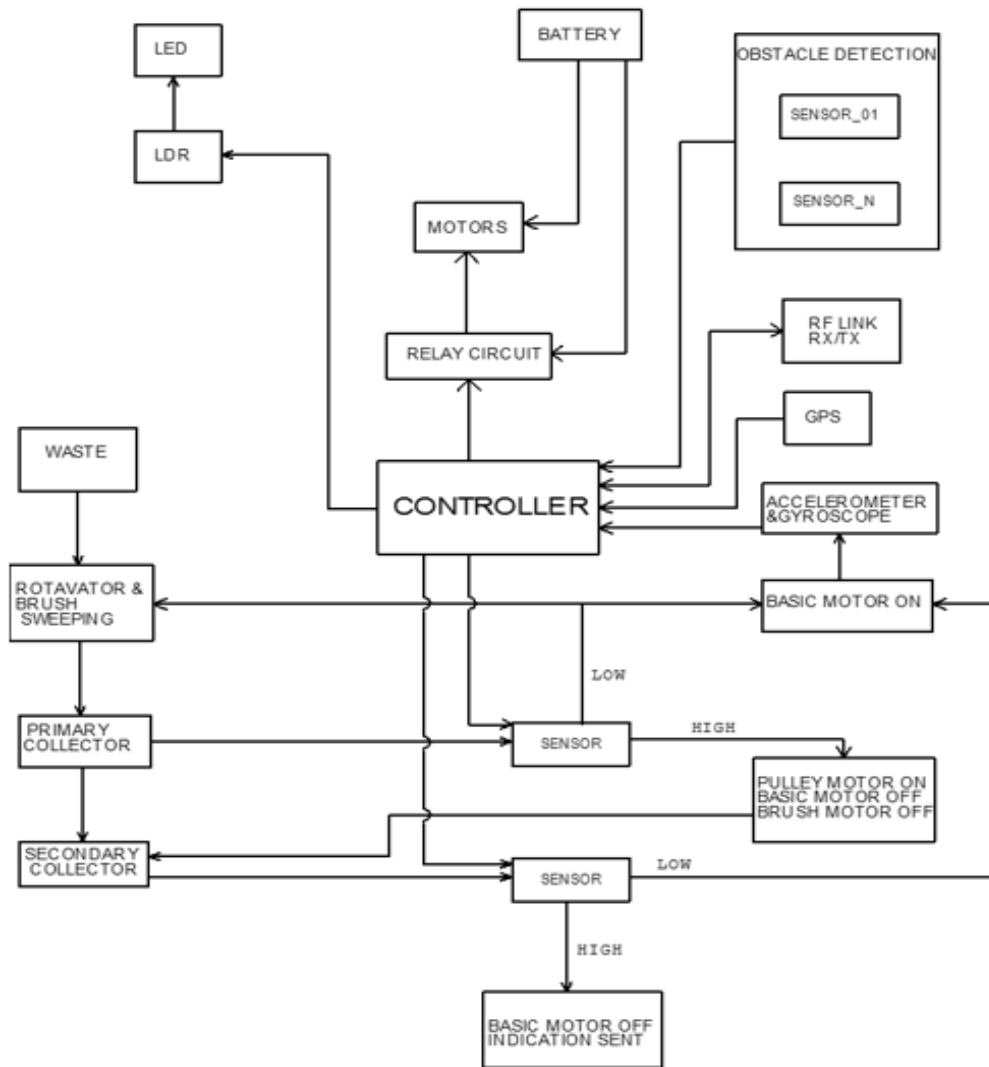 LED
BATTERY
OBSTACLE DETECTION
SENSOR_01
LDR
SENSOR_N
MOTORS
RF LINK
RX/TX
RELAY CIRCUIT
GPS
WASTE
CONTROLLER
ACCELEROMETER
&GYROSCOPE
ROTAVATOR &
BRUSH
SWEEPING
BASIC MOTOR ON
LOW
PRIMARY
COLLECTOR
SENSOR
HIGH
PULLEY MOTOR ON
BASIC MOTOR OFF
BRUSH MOTOR OFF
SECONDARY
COLLECTOR
SENSOR
LOW
HIGH
BASIC MOTOR OFF
INDICATION SENT